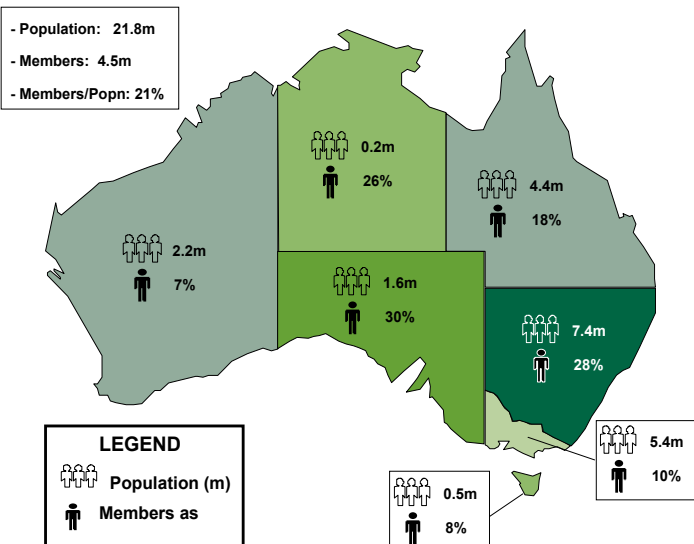 - Population: 21.8m
- Members: 4.5m
- Members/Popn: 21%
0.2m
26%
4.4m
18%
2.2m
7%
1.6m
30%
7.4m
28%
5.4m
10%
0.5m
8%
LEGEND
Population (m)
Members as